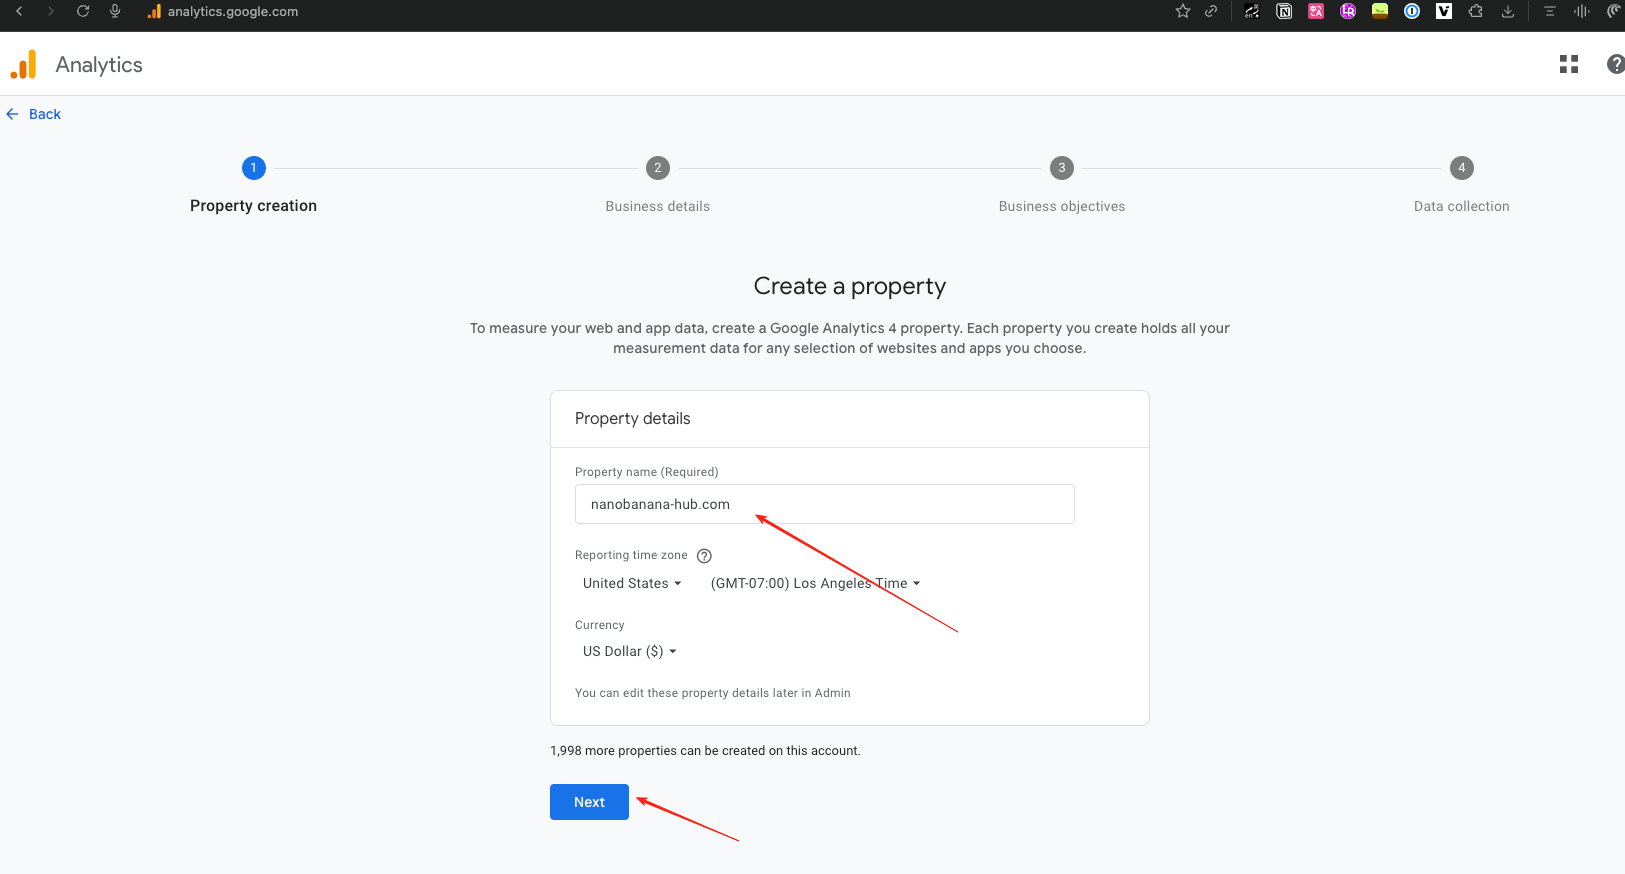 analytics.google.com
Analytics
Back
1
2
3
4
Property creation
Business details
Business objectives
Data collection
Create a property
To measure your web and app data, create a Google Analytics 4 property. Each property you create holds all your
measurement data for any selection of websites and apps you choose.
Property details
Property name (Required)
nanobanana-hub.com
Reporting time zone
United States
(GMT-07:00) Los Angeles Time
Currency
US Dollar ($)
You can edit these property details later in Admin
1,998 more properties can be created on this account.
Next